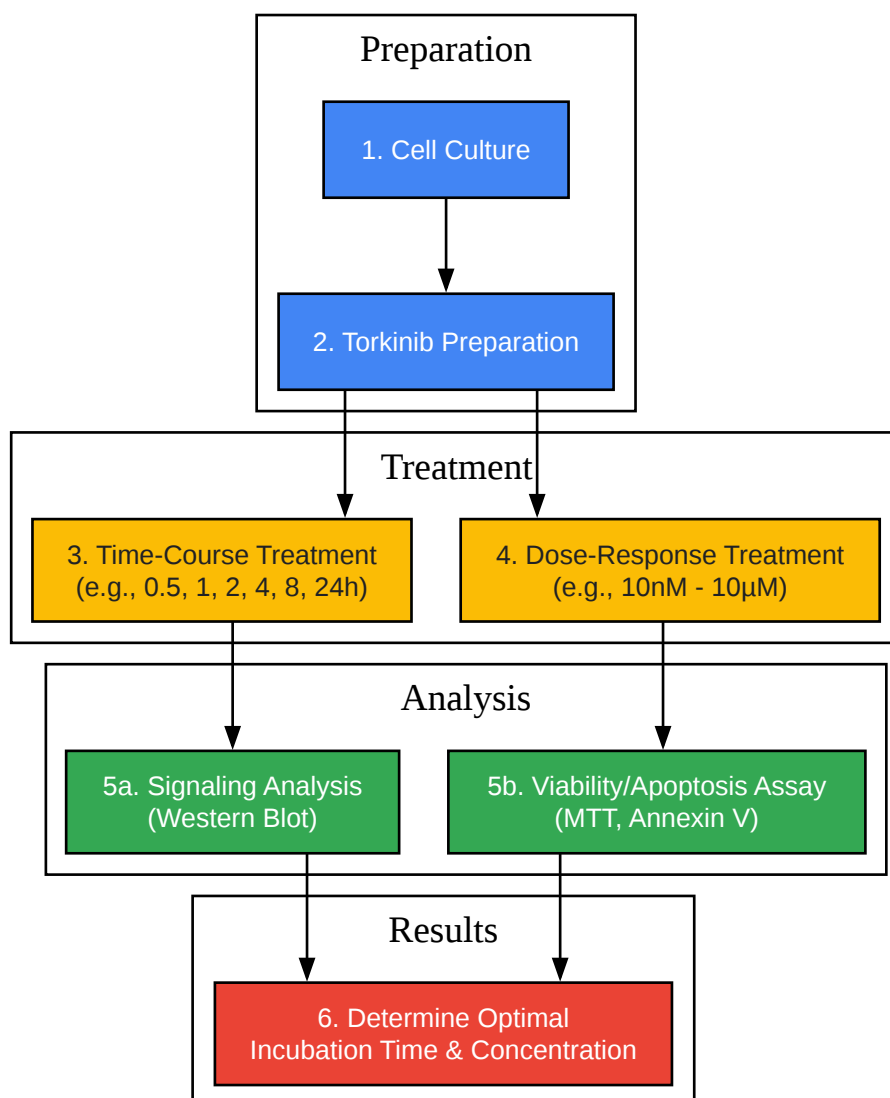 Preparation
1. Cell Culture
2. Torkinib Preparation
Treatment
3. Time-Course Treatment
(e.g., 0.5, 1, 2, 4, 8, 24h)
4. Dose-Response Treatment
(e.g., 10nM - 10µM)
Analysis
5a. Signaling Analysis
(Western Blot)
5b. Viability/Apoptosis Assay
(MTT, Annexin V)
Results
6. Determine Optimal
Incubation Time & Concentration